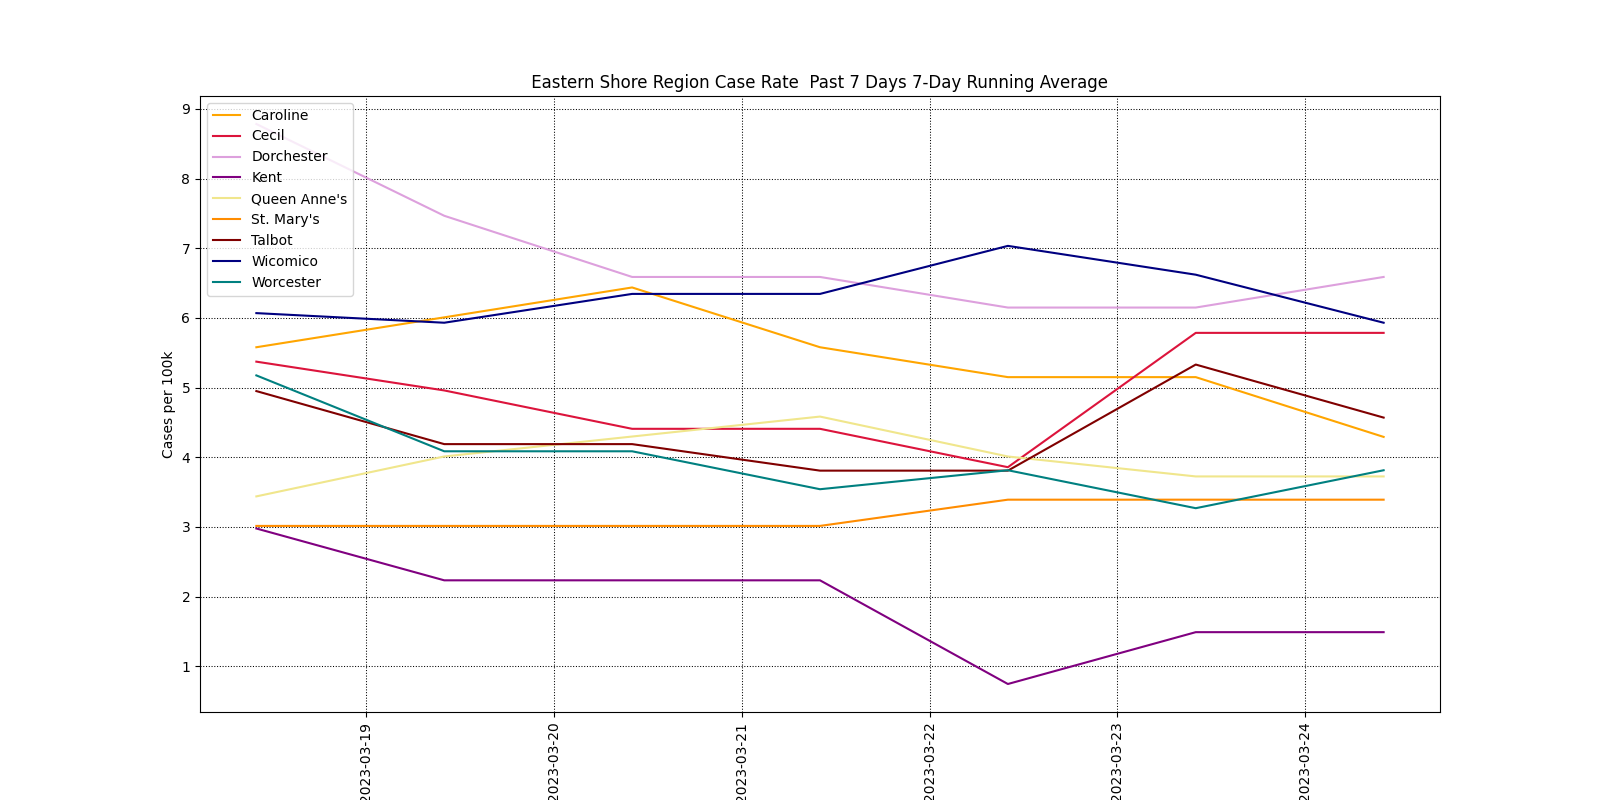 Eastern Shore Region Case Rate  Past 7 Days 7-Day Running Average
Cases per 100k
9
8
7
6
5
4
3
2
1
Caroline
Cecil
Dorchester
Kent
Queen Anne's
St. Mary's
Talbot
Wicomico
Worcester
2023-03-19
2023-03-20
2023-03-21
2023-03-22
2023-03-23
2023-03-24